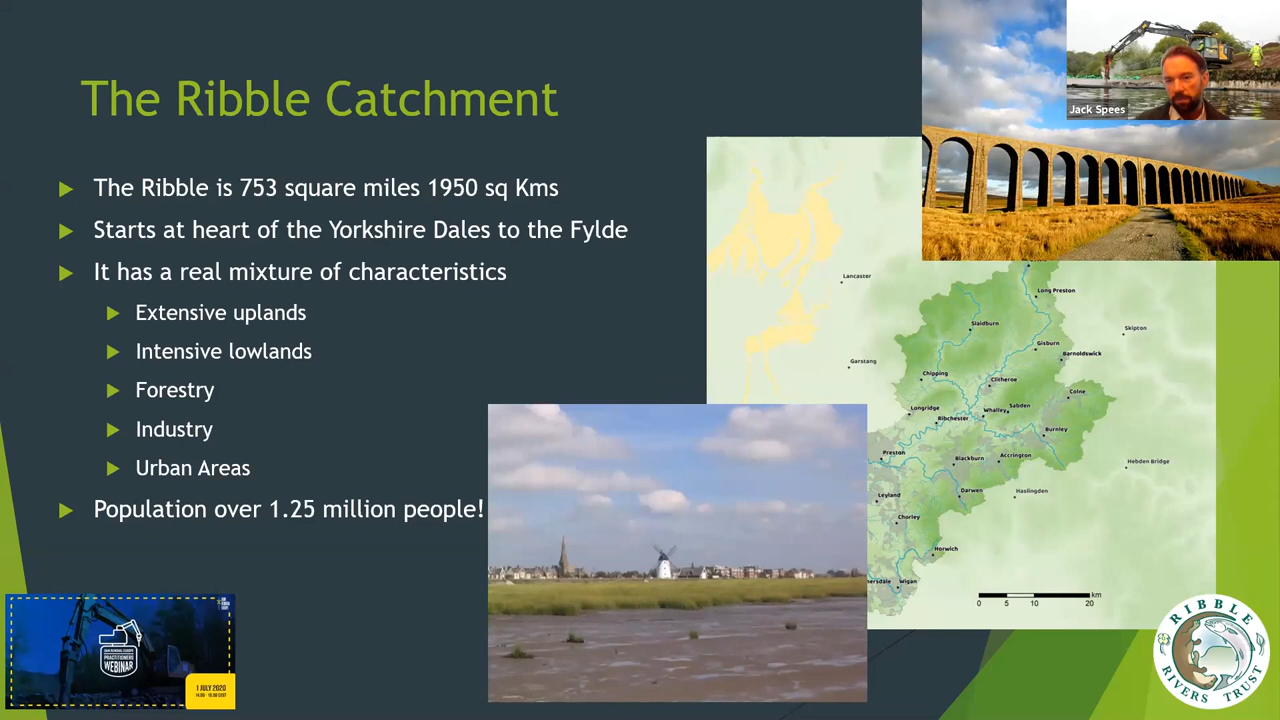 The Ribble Catchment
The Ribble is 753 square miles 1950 sq Kms
Starts at heart of the Yorkshire Dales to the Fylde
It has a real mixture of characteristics
Extensive uplands
Intensive lowlands
Forestry
Industry
Urban Areas
Population over 1.25 million people!
Jack Spees
Lancaster
Long Preston
Skipton
Slaidburn
Gisburn
Garstang
Barnoldswick
Chipping
Clitheroe
Colne
Longridge
Whalley
Sabden
Ribchester
Burnley
Preston
Blackburn
Accrington
Hebden Bridge
Leyland
Darwen
Haslingden
Chorley
Horwich
mersdale
Wigan
km
0 5 10 20
DAM REMOVAL EUROPE
PRACTITIONERS
WEBINAR
1 JULY 2020
RIBBLE
RIVERS TRUST